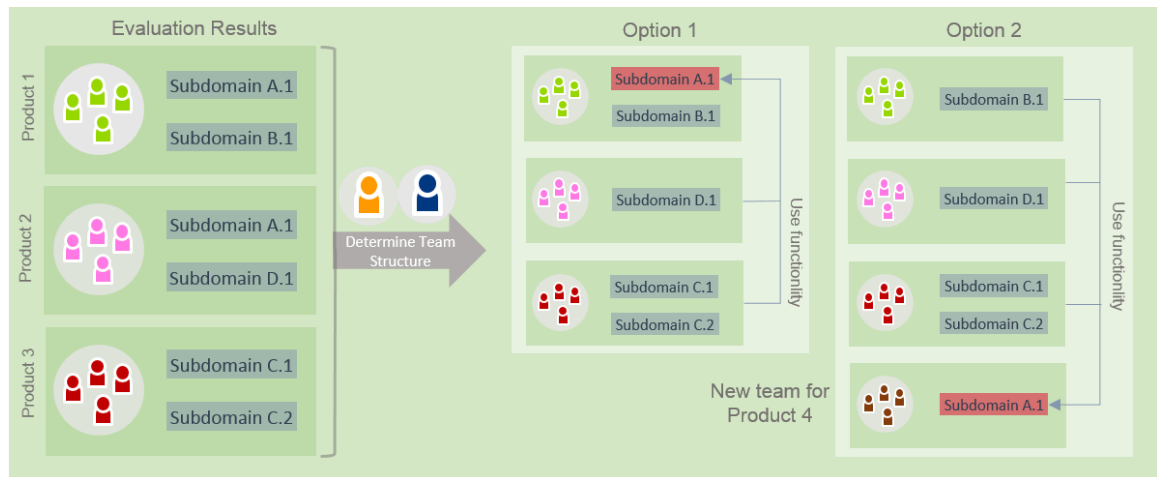 Evaluation Results
Product 1
Subdomain A.1
Subdomain B.1
Product 2
Subdomain A.1
Subdomain D.1
Product 3
Subdomain C.1
Subdomain C.2
Determine Team
Structure
Option 1
Subdomain A.1
Subdomain B.1
Subdomain D.1
Subdomain C.1
Subdomain C.2
Use functionlity
Option 2
Subdomain B.1
Subdomain D.1
Subdomain C.1
Subdomain C.2
Use functionlity
New team for
Product 4
Subdomain A.1